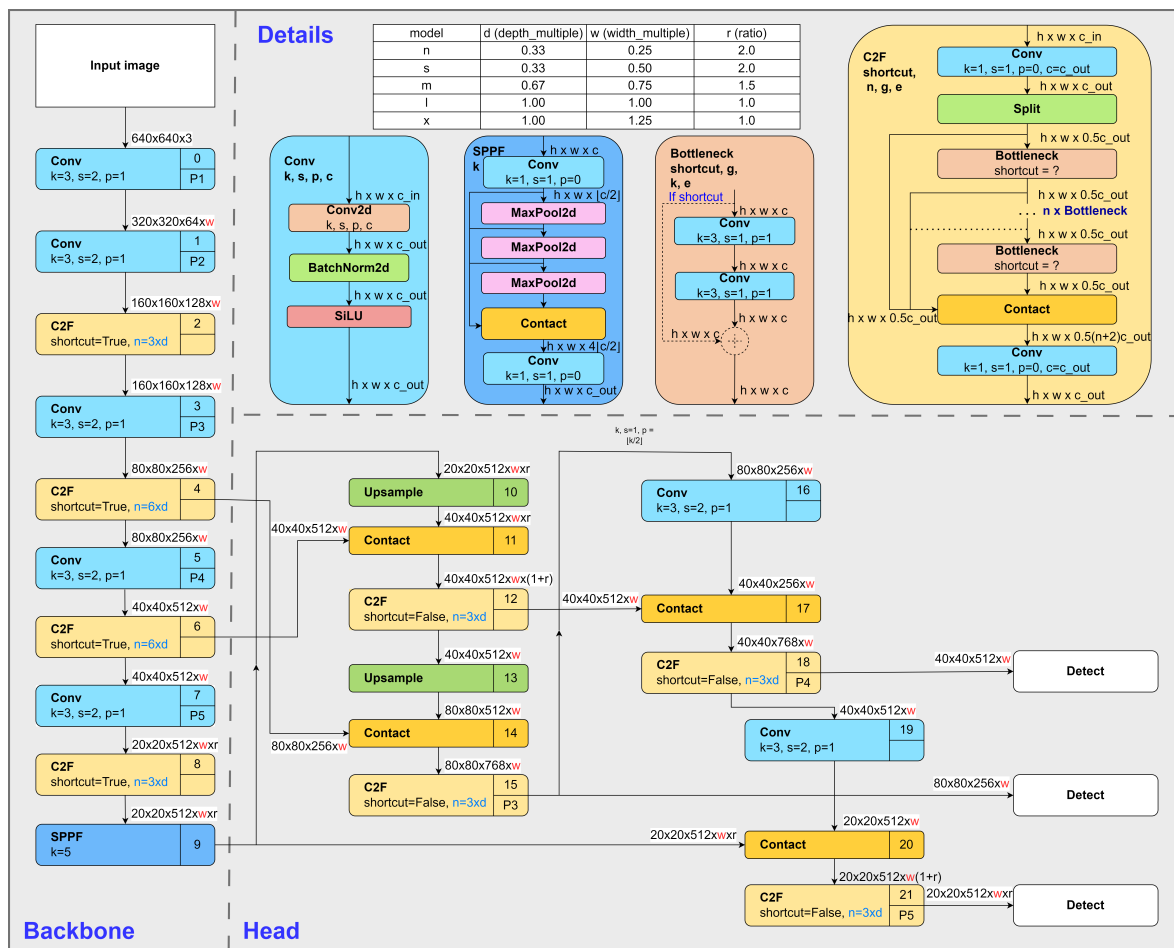 Input image
640x640x3
Conv
k=3, s=2, p=1
0
P1
320x320x64xw
Conv
k=3, s=2, p=1
1
P2
160x160x128xw
C2F
shortcut=True, n=3xd
2
160x160x128xw
Conv
k=3, s=2, p=1
3
P3
80x80x256xw
C2F
shortcut=True, n=6xd
4
80x80x256xw
Conv
k=3, s=2, p=1
5
P4
40x40x512xw
C2F
shortcut=True, n=6xd
6
40x40x512xw
Conv
k=3, s=2, p=1
7
P5
20x20x512xwxr
C2F
shortcut=True, n=3xd
8
20x20x512xwxr
SPPF
k=5
9
Backbone
Details
model d (depth_multiple) w (width_multiple) r (ratio)
n 0.33 0.25 2.0
s 0.33 0.50 2.0
m 0.67 0.75 1.5
l 1.00 1.00 1.0
x 1.00 1.25 1.0
Conv
k, s, p, c
h x w x c_in
Conv2d
k, s, p, c
h x w x c_out
BatchNorm2d
h x w x c_out
SiLU
h x w x c_out
SPPF
k
h x w x c
Conv
k=1, s=1, p=0
h x w x ⌊c/2⌋
MaxPool2d
MaxPool2d
MaxPool2d
Contact
h x w x 4⌊c/2⌋
Conv
k=1, s=1, p=0
h x w x c_out
Bottleneck
shortcut, g,
k, e
If shortcut
h x w x c
Conv
k=3, s=1, p=1
h x w x c
Conv
k=3, s=1, p=1
h x w x c
h x w x c
h x w x c
C2F
shortcut,
n, g, e
h x w x c_in
Conv
k=1, s=1, p=0, c=c_out
h x w x c_out
Split
h x w x 0.5c_out
Bottleneck
shortcut = ?
h x w x 0.5c_out
... n x Bottleneck
h x w x 0.5c_out
Bottleneck
shortcut = ?
h x w x 0.5c_out
Contact
h x w x 0.5c_out
h x w x 0.5(n+2)c_out
Conv
k=1, s=1, p=0, c=c_out
h x w x c_out
k, s=1, p =
⌊k/2⌋
20x20x512xwxr
Upsample
10
40x40x512xwxr
40x40x512xw
Contact
11
40x40x512xwx(1+r)
C2F
shortcut=False, n=3xd
12
40x40x512xw
Upsample
13
80x80x512xw
Contact
14
80x80x256xw
80x80x768xw
C2F
shortcut=False, n=3xd
15
P3
80x80x256xw
Conv
k=3, s=2, p=1
16
40x40x256xw
40x40x512xw
Contact
17
40x40x768xw
C2F
shortcut=False, n=3xd
18
P4
40x40x512xw
Detect
40x40x512xw
Conv
k=3, s=2, p=1
19
80x80x256xw
Detect
20x20x512xw
20x20x512xwxr
Contact
20
20x20x512xw(1+r)
C2F
shortcut=False, n=3xd
21
P5
20x20x512xwxr
Detect
Head